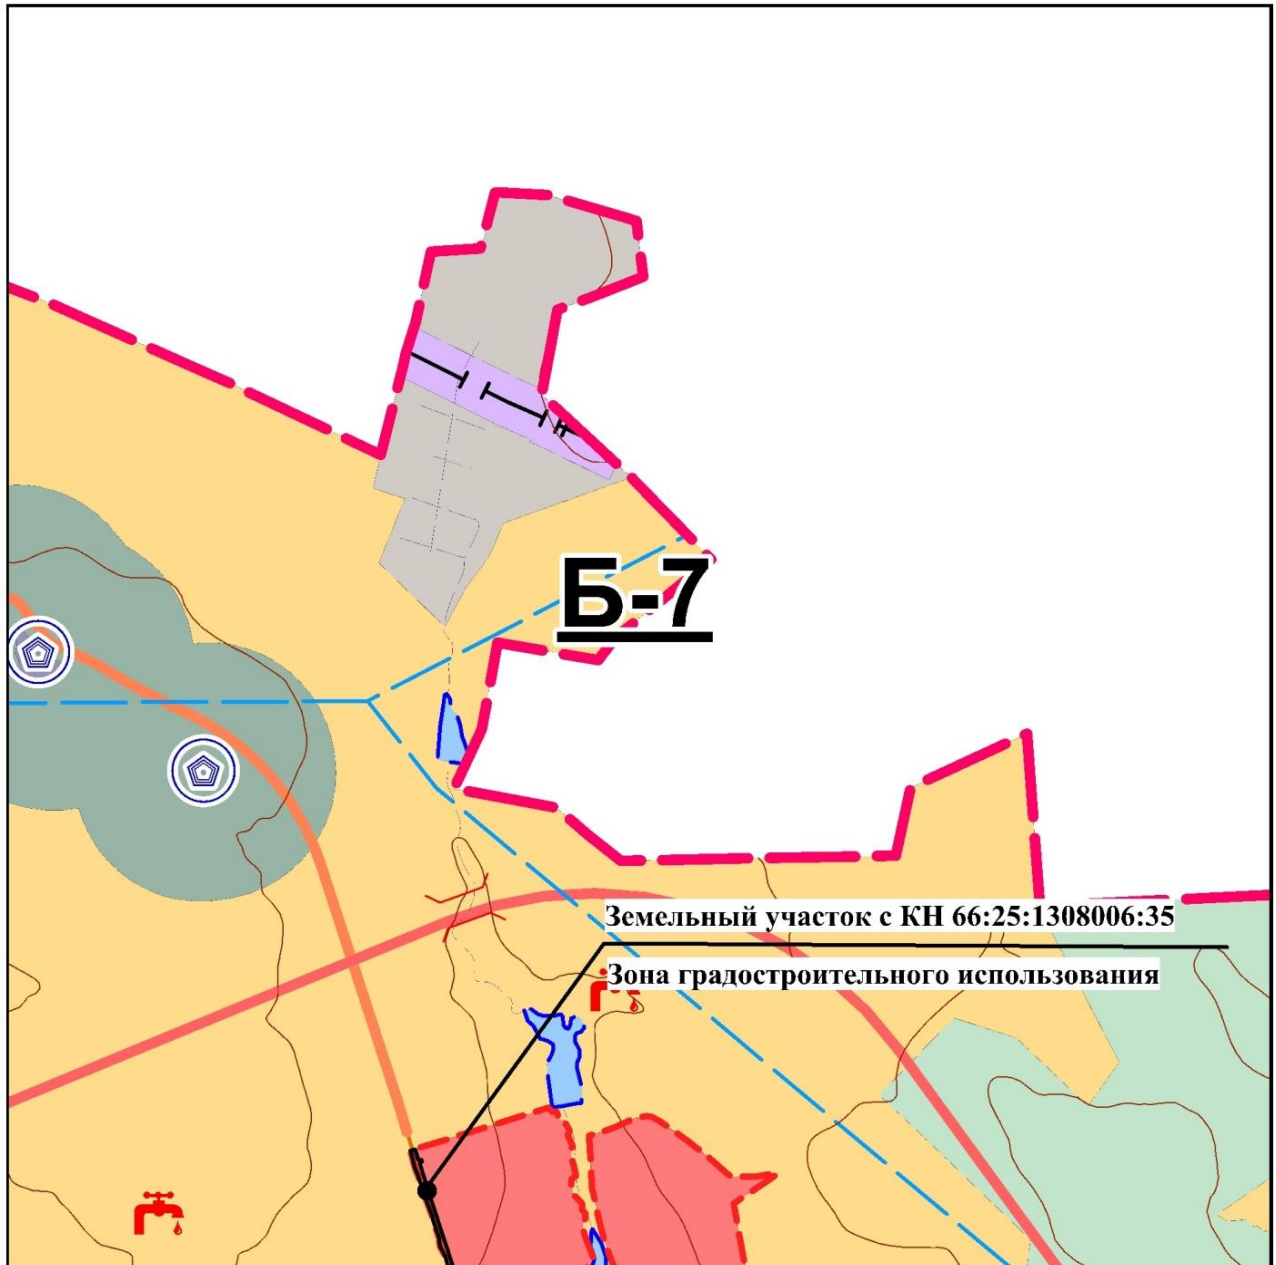 Б-7
Земельный участок с КН 66:25:1308006:35
Зона градостроительного использования